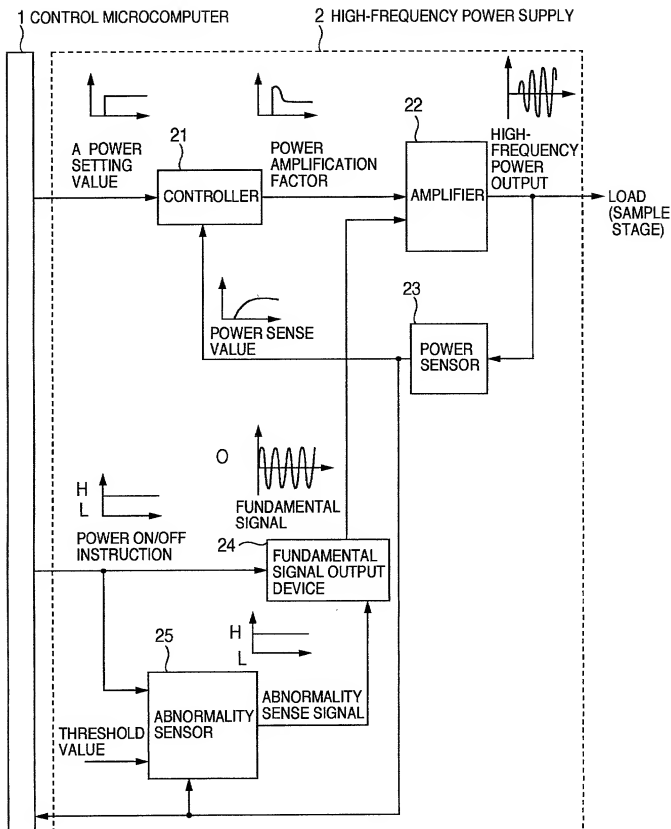 1 CONTROL MICROCOMPUTER
2 HIGH-FREQUENCY POWER SUPPLY
A POWER
SETTING
VALUE
21
CONTROLLER
POWER
AMPLIFICATION
FACTOR
22
AMPLIFIER
HIGH-
FREQUENCY
POWER
OUTPUT
LOAD
(SAMPLE
STAGE)
POWER SENSE
VALUE
23
POWER
SENSOR
O
FUNDAMENTAL
SIGNAL
H
L
POWER ON/OFF
INSTRUCTION
24
FUNDAMENTAL
SIGNAL OUTPUT
DEVICE
25
H
L
ABNORMALITY
SENSOR
ABNORMALITY
SENSE SIGNAL
THRESHOLD
VALUE